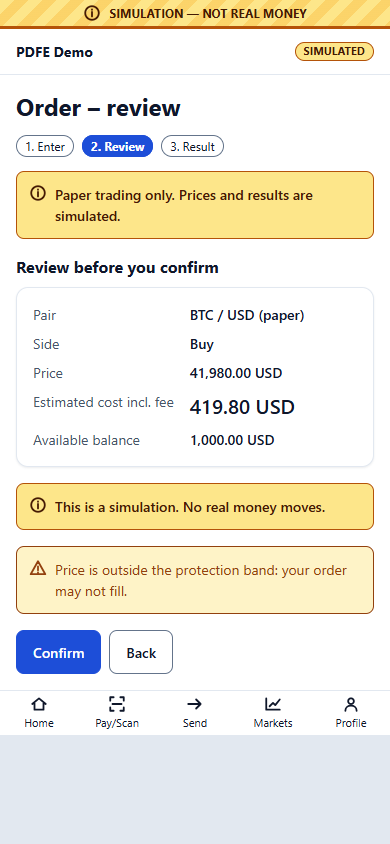 SIMULATION — NOT REAL MONEY
PDFE Demo
SIMULATED
Order – review
1. Enter
2. Review
3. Result
Paper trading only. Prices and results are
simulated.
Review before you confirm
Pair BTC / USD (paper)
Side Buy
Price 41,980.00 USD
Estimated cost incl. fee 419.80 USD
Available balance 1,000.00 USD
This is a simulation. No real money moves.
Price is outside the protection band: your order
may not fill.
Confirm
Back
Home
Pay/Scan
Send
Markets
Profile